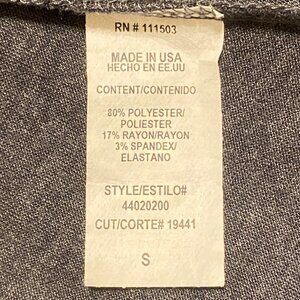 RN # 111503
MADE IN USA
HECHO EN EE.UU
CONTENT/CONTENIDO
80% POLYESTER/
POLIESTER
17% RAYON/RAYON
3% SPANDEX/
ELASTANO
STYLE/ESTILO#
44020200
CUT/CORTE# 19441
S